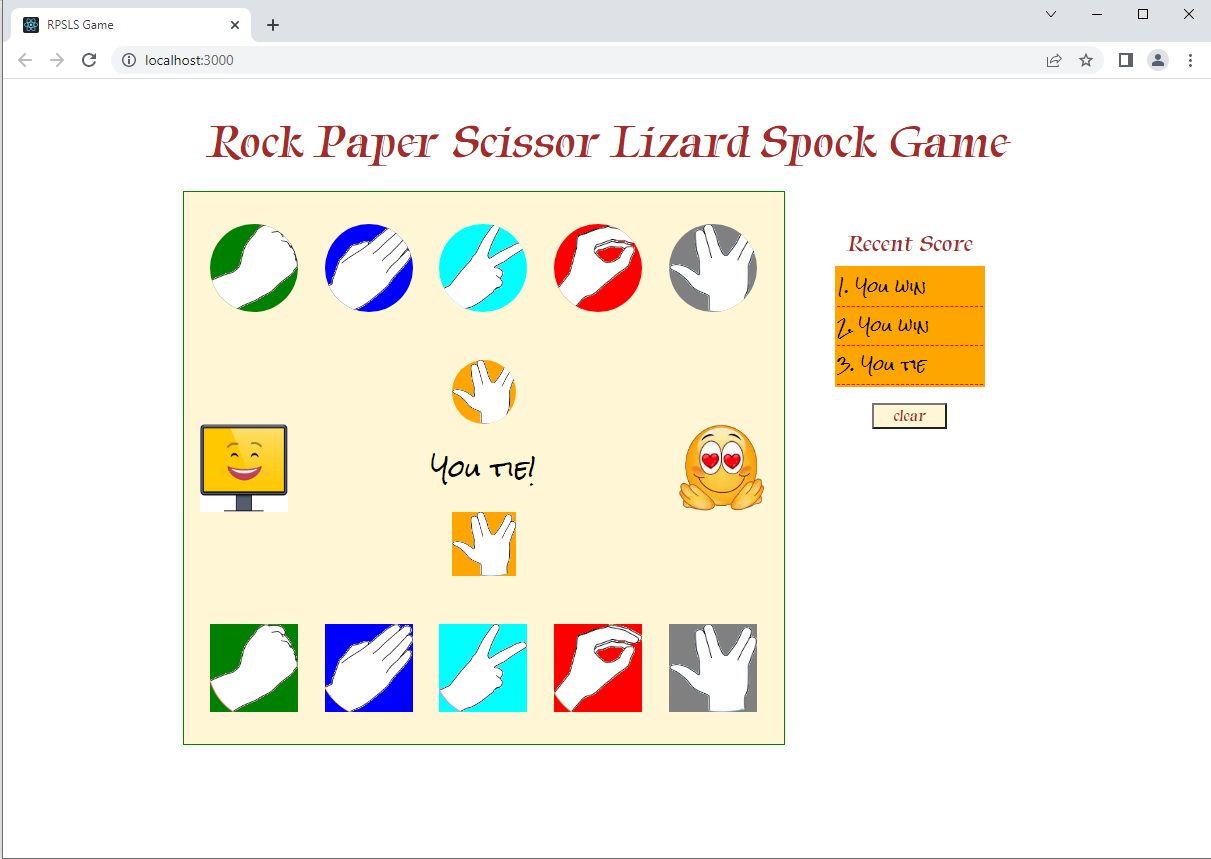 RPSLS Game
localhost:3000
Rock Paper Scissor Lizard Spock Game
Recent Score
1. You win
2. You win
3. You tie
clear
You tie!